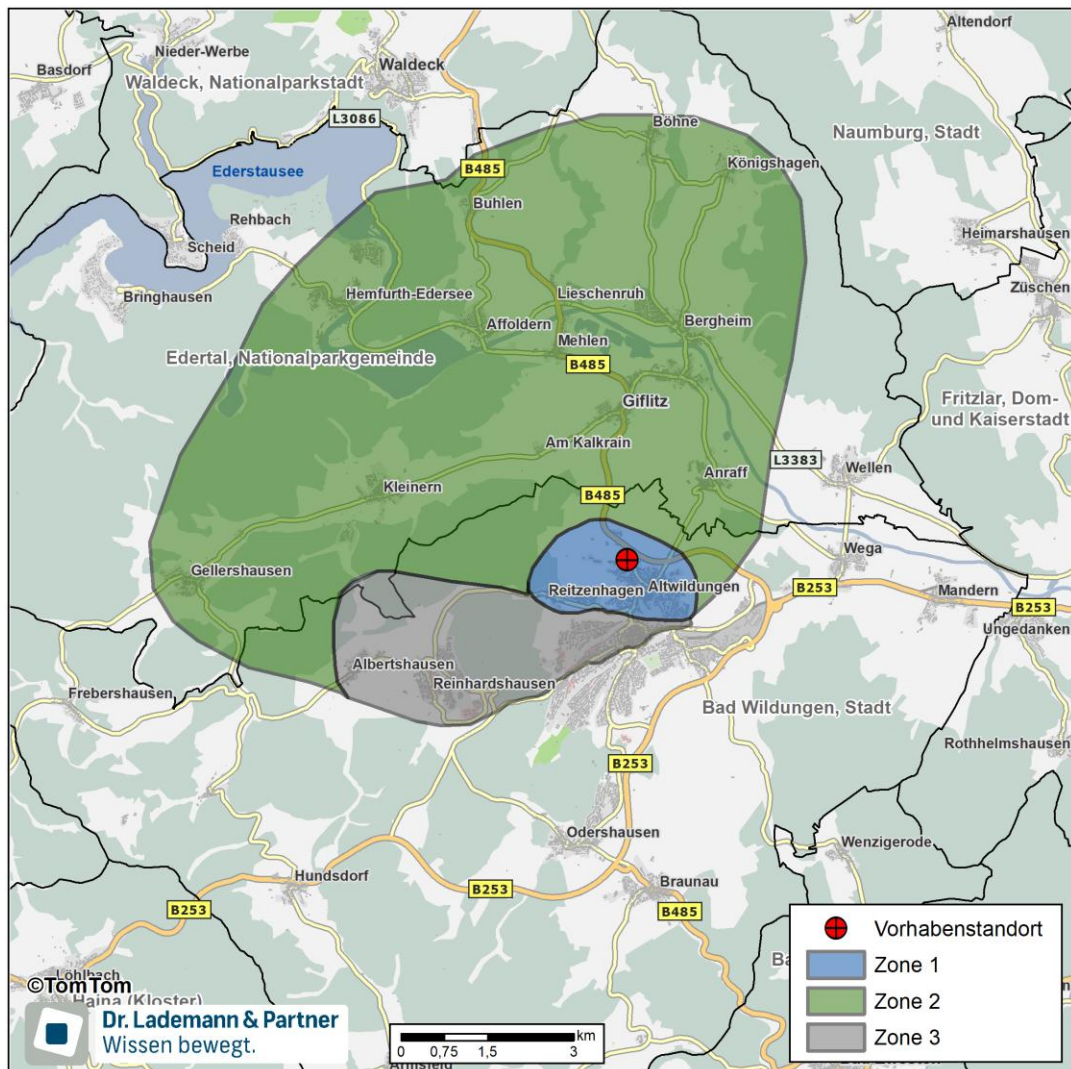 Altendorf
Nieder-Werbe
Basdorf
Waldeck
Waldeck, Nationalparkstadt
L3086
Böhne
Naumburg, Stadt
Königshagen
B485
Ederstausee
Buhlen
Rehbach
Scheid
Heimarshausen
Züschen
Bringhausen
Hemfurth-Edersee
Lieschenruh
Affoldern
Bergheim
Mehlen
Edertal, Nationalparkgemeinde
B485
Giflitz
Fritzlar, Dom-
und Kaiserstadt
Am Kalkrain
L3383
Wellen
Anraff
Kleinern
B485
Wega
Gellershausen
Reitzenhagen
Altwildungen
B253
Mandern
B253
Ungedanken
Albertshausen
Reinhardshausen
Frebershausen
Bad Wildungen, Stadt
Rothhelmshausen
B253
Odershausen
Wenzigerode
Hundsdorf
B253
Braunau
B485
B253
Löhlbach
©TomTom
Haina (Kloster)
Dr. Lademann & Partner
Wissen bewegt.
km
0 0,75 1,5 3
Vorhabenstandort
Zone 1
Zone 2
Zone 3